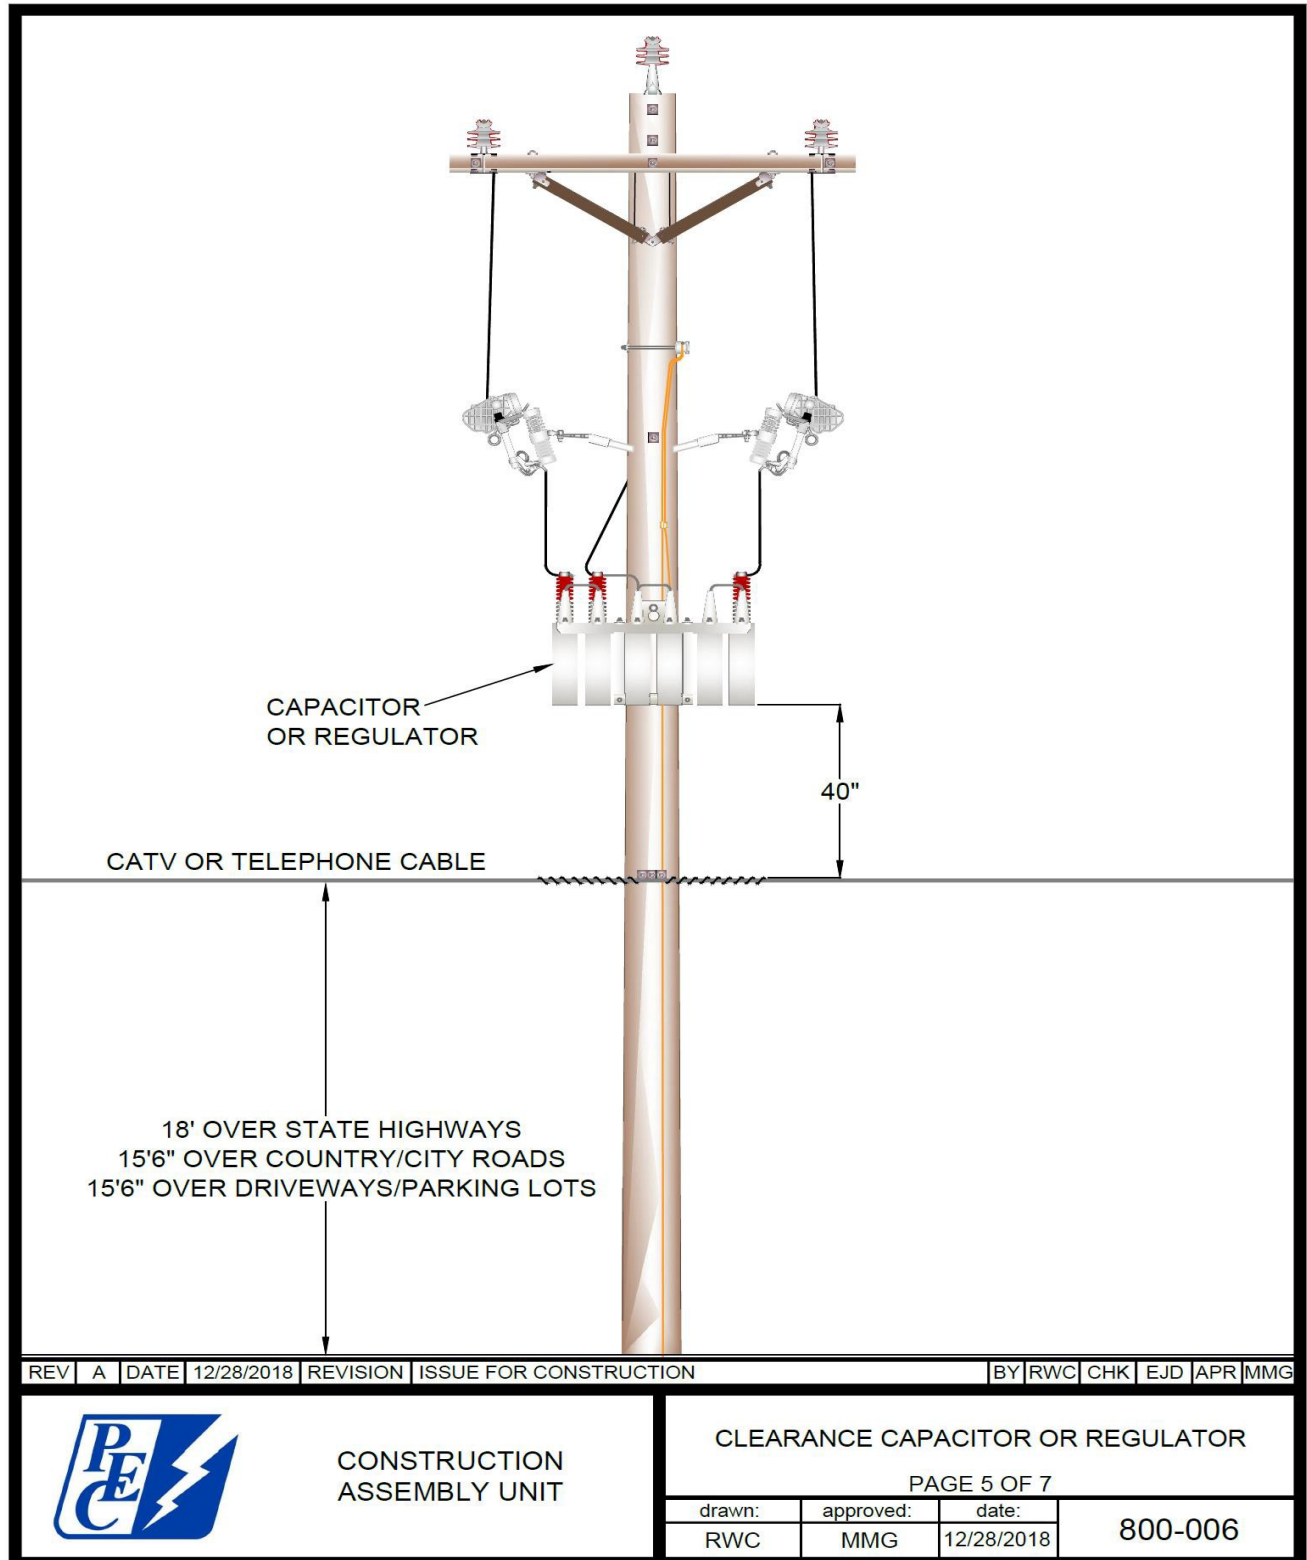 CAPACITOR
OR REGULATOR
40"
CATV OR TELEPHONE CABLE
18' OVER STATE HIGHWAYS
15'6" OVER COUNTRY/CITY ROADS
15'6" OVER DRIVEWAYS/PARKING LOTS
REV A DATE 12/28/2018 REVISION ISSUE FOR CONSTRUCTION BY RWC CHK EJD APR MMG
PEC
CONSTRUCTION
ASSEMBLY UNIT
CLEARANCE CAPACITOR OR REGULATOR
PAGE 5 OF 7
drawn: approved: date:
RWC MMG 12/28/2018
800-006